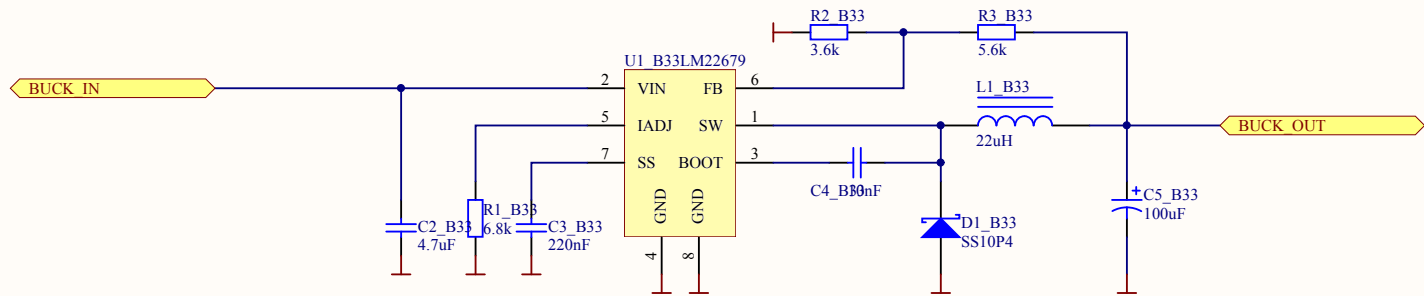 R2_B33
3.6k
R3_B33
5.6k
U1_B33LM22679
BUCK_IN
2
VIN
FB
6
5
IADJ
SW
1
7
SS
BOOT
3
GND
GND
4
8
L1_B33
22uH
BUCK_OUT
C4_B33
10nF
C2_B33
4.7uF
R1_B33
6.8k
C3_B33
220nF
D1_B33
SS10P4
+
C5_B33
100uF